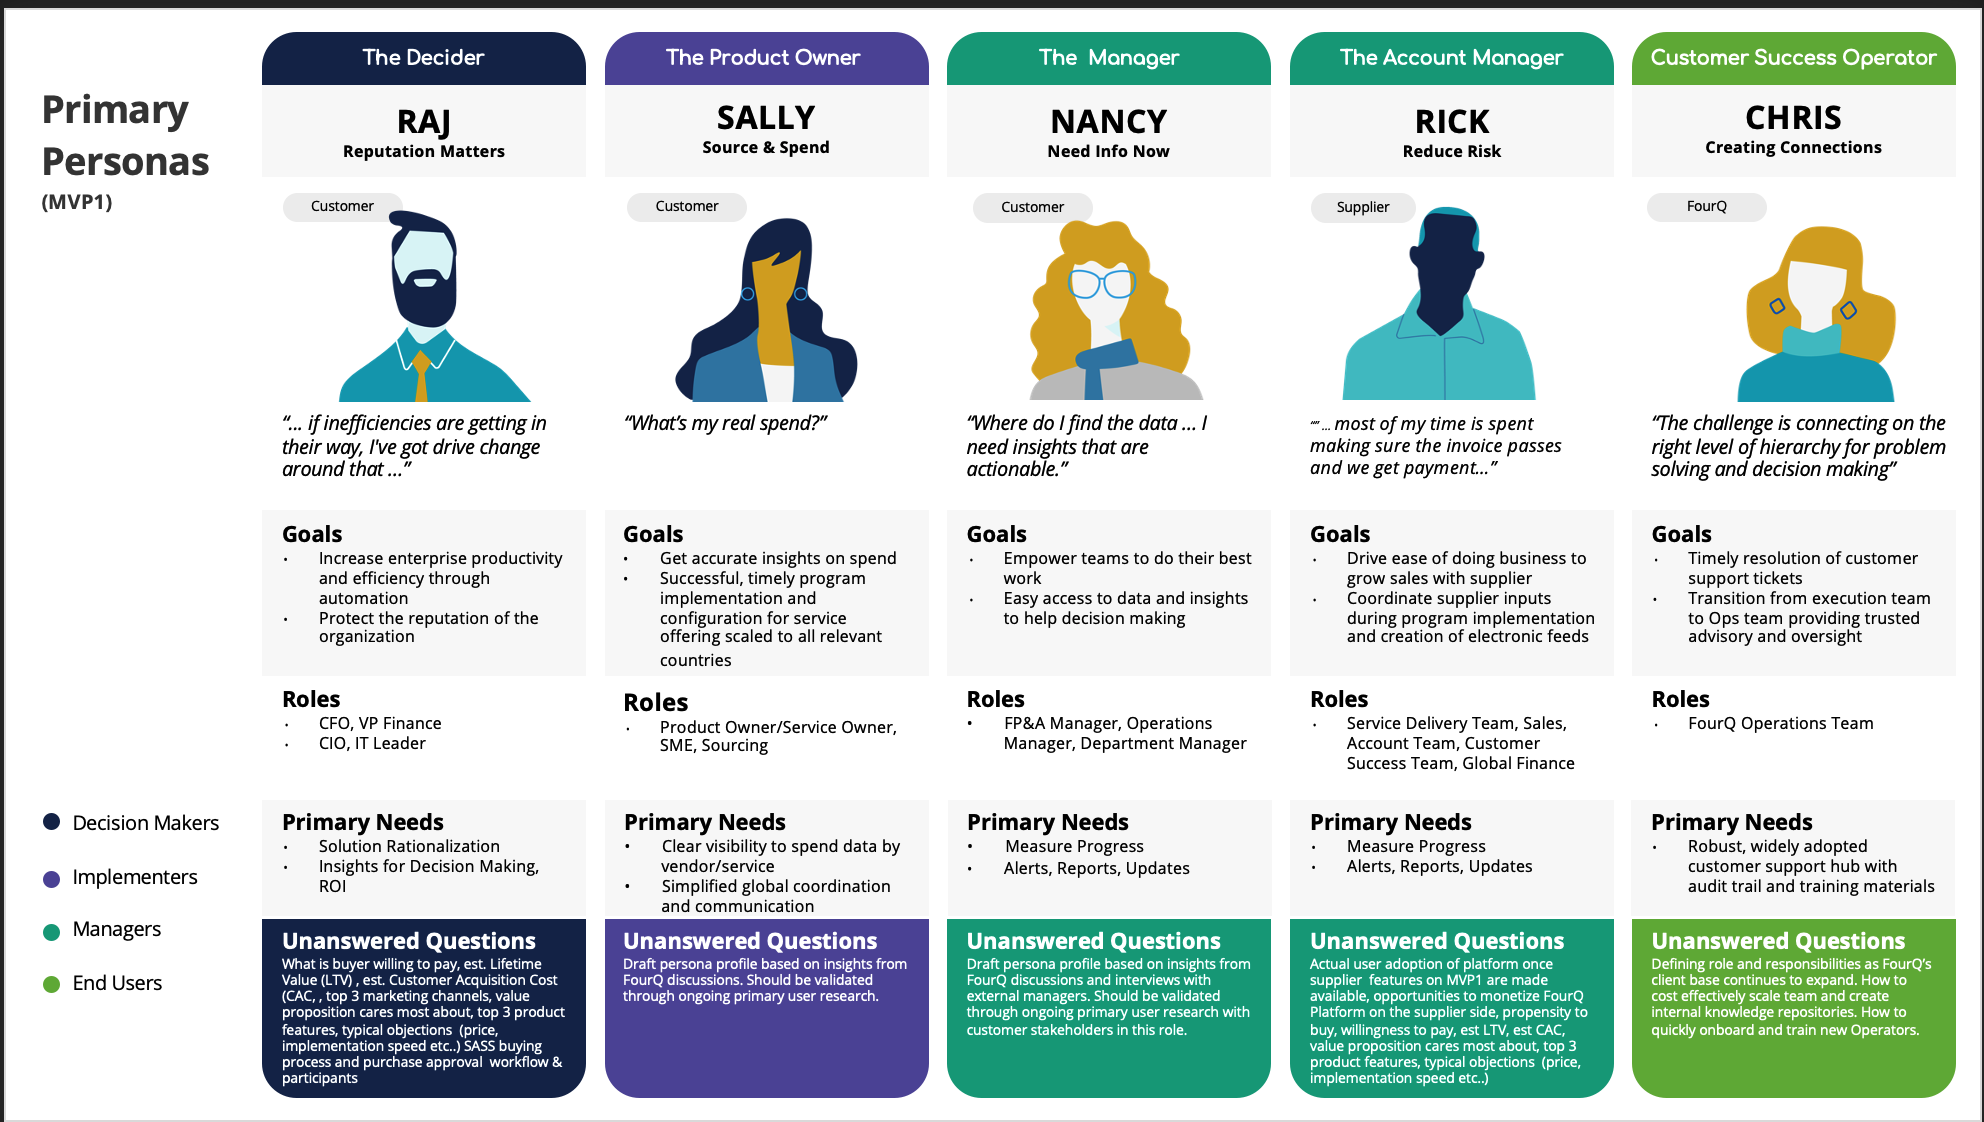 Primary
Personas
(MVP1)
Decision Makers
Implementers
Managers
End Users
The Decider
RAJ
Reputation Matters
Customer
“... if inefficiencies are getting in
their way, I've got drive change
around that ...”
Goals
• Increase enterprise productivity
and efficiency through
automation
• Protect the reputation of the
organization
Roles
• CFO, VP Finance
• CIO, IT Leader
Primary Needs
• Solution Rationalization
• Insights for Decision Making,
ROI
Unanswered Questions
What is buyer willing to pay, est. Lifetime
Value (LTV) , est. Customer Acquisition Cost
(CAC, , top 3 marketing channels, value
proposition cares most about, top 3 product
features, typical objections (price,
implementation speed etc..) SASS buying
process and purchase approval workflow &
participants
The Product Owner
SALLY
Source & Spend
Customer
“What’s my real spend?”
Goals
• Get accurate insights on spend
• Successful, timely program
implementation and
configuration for service
offering scaled to all relevant
countries
Roles
• Product Owner/Service Owner,
SME, Sourcing
Primary Needs
• Clear visibility to spend data by
vendor/service
• Simplified global coordination
and communication
Unanswered Questions
Draft persona profile based on insights from
FourQ discussions. Should be validated
through ongoing primary user research.
The Manager
NANCY
Need Info Now
Customer
“Where do I find the data ... I
need insights that are
actionable.”
Goals
• Empower teams to do their best
work
• Easy access to data and insights
to help decision making
Roles
• FP&A Manager, Operations
Manager, Department Manager
Primary Needs
• Measure Progress
• Alerts, Reports, Updates
Unanswered Questions
Draft persona profile based on insights from
FourQ discussions and interviews with
external managers. Should be validated
through ongoing primary user research with
customer stakeholders in this role.
The Account Manager
RICK
Reduce Risk
Supplier
“” ... most of my time is spent
making sure the invoice passes
and we get payment...”
Goals
• Drive ease of doing business to
grow sales with supplier
• Coordinate supplier inputs
during program implementation
and creation of electronic feeds
Roles
• Service Delivery Team, Sales,
Account Team, Customer
Success Team, Global Finance
Primary Needs
• Measure Progress
• Alerts, Reports, Updates
Unanswered Questions
Actual user adoption of platform once
supplier features on MVP1 are made
available, opportunities to monetize FourQ
Platform on the supplier side, propensity to
buy, willingness to pay, est LTV, est CAC,
value proposition cares most about, top 3
product features, typical objections (price,
implementation speed etc..)
Customer Success Operator
CHRIS
Creating Connections
FourQ
“The challenge is connecting on the
right level of hierarchy for problem
solving and decision making”
Goals
• Timely resolution of customer
support tickets
• Transition from execution team
to Ops team providing trusted
advisory and oversight
Roles
• FourQ Operations Team
Primary Needs
• Robust, widely adopted
customer support hub with
audit trail and training materials
Unanswered Questions
Defining role and responsibilities as FourQ’s
client base continues to expand. How to
cost effectively scale team and create
internal knowledge repositories. How to
quickly onboard and train new Operators.